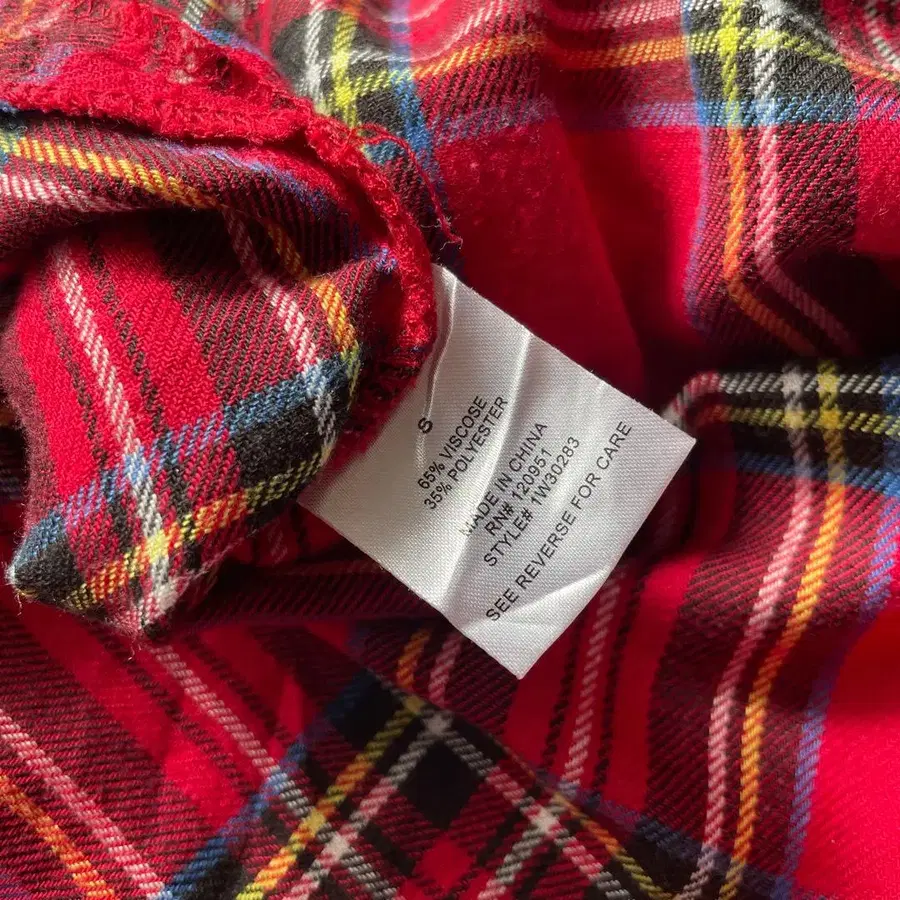 S
65% VISCOSE
35% POLYESTER
MADE IN CHINA
RN# 120951
STYLE# 1W30283
SEE REVERSE FOR CARE